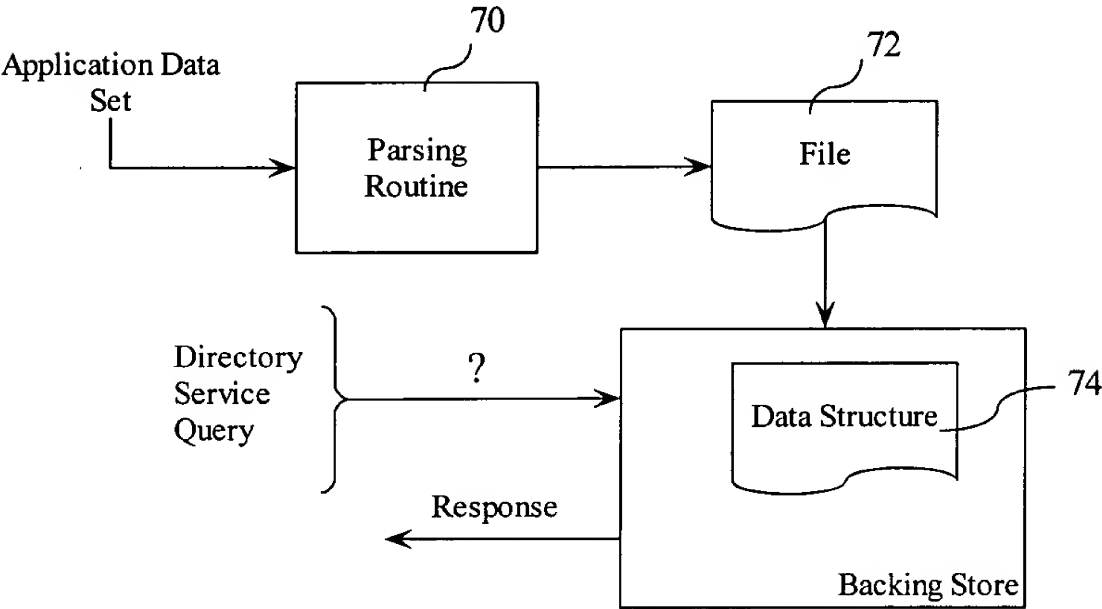 70
72
Application Data
Set
Parsing
Routine
File
Directory
Service
Query
?
74
Data Structure
Response
Backing Store